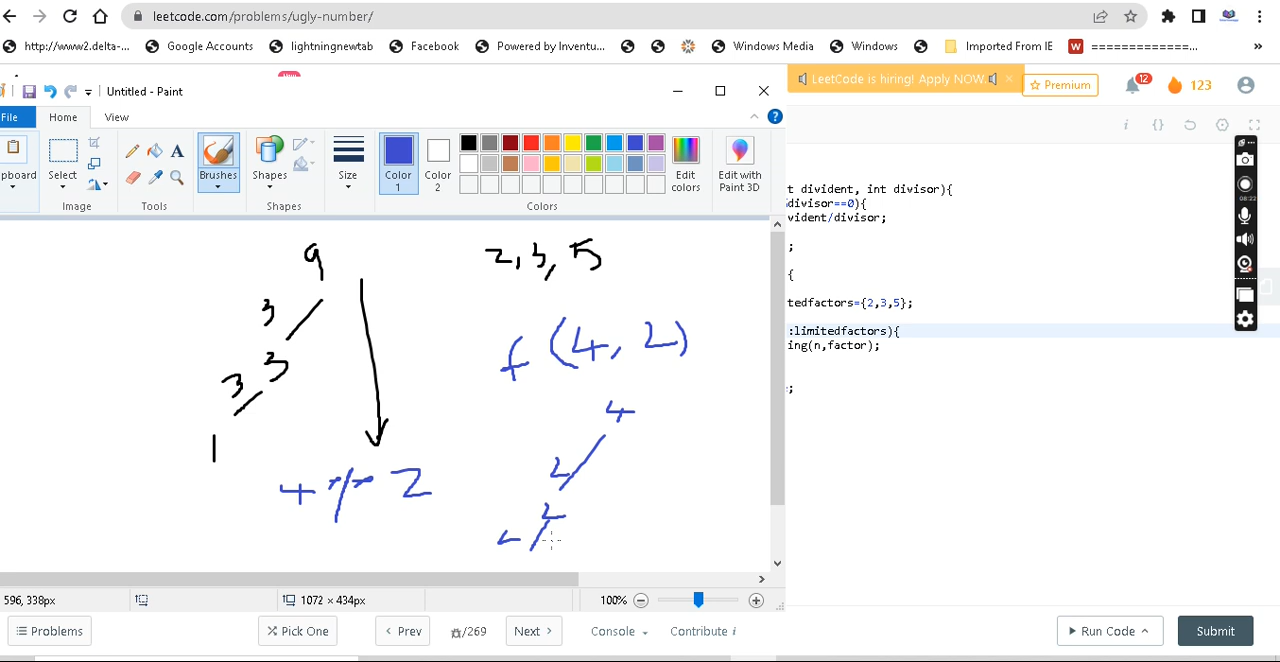 leetcode.com/problems/ugly-number/
http://www2.delta-... Google Accounts lightningnewtab Facebook Powered by Inventu... Windows Media Windows Imported From IE W =============... »
New
LeetCode is hiring! Apply NOW × Premium 12 123
Untitled - Paint
File Home View
pboard Select Image Tools Brushes Shapes Shapes Size Color 1 Color 2 Colors Edit colors Edit with Paint 3D
9 2, 3, 5
3
3
3
1
f (4, 2)
4
2
2
4 % 2
t divident, int divisor){
divisor==0){
vident/divisor;
;
{
tedfactors={2,3,5};
:limitedfactors){
ing(n,factor);
;
08:22
596, 338px 1072 × 434px 100%
Problems Pick One < Prev /269 Next > Console Contribute i Run Code Submit